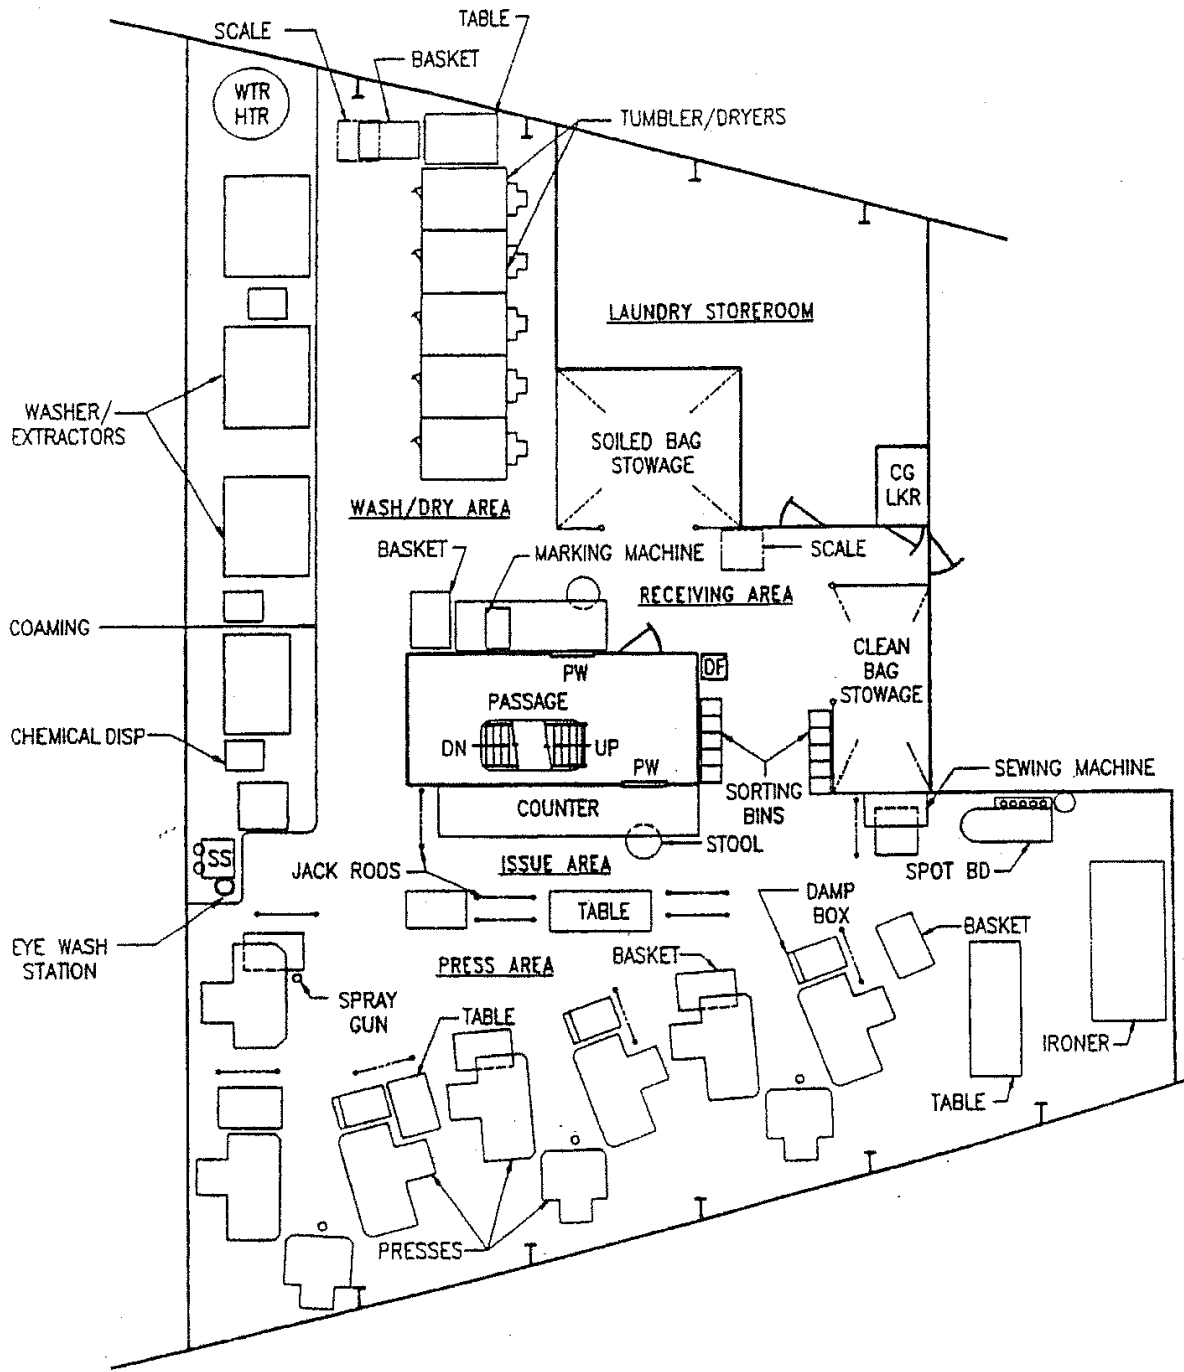 TABLE
SCALE
BASKET
WTR
HTR
TUMBLER/DRYERS
LAUNDRY STOREROOM
WASHER/
EXTRACTORS
SOILED BAG
STOWAGE
CG
LKR
WASH/DRY AREA
BASKET
MARKING MACHINE
SCALE
RECEIVING AREA
COAMING
CLEAN
BAG
STOWAGE
PW
DF
PASSAGE
CHEMICAL DISP
DN
UP
PW
SORTING
BINS
SEWING MACHINE
COUNTER
STOOL
SS
JACK RODS
ISSUE AREA
SPOT BD
DAMP
BOX
TABLE
BASKET
EYE WASH
STATION
PRESS AREA
BASKET
SPRAY
GUN
TABLE
IRONER
TABLE
PRESSES